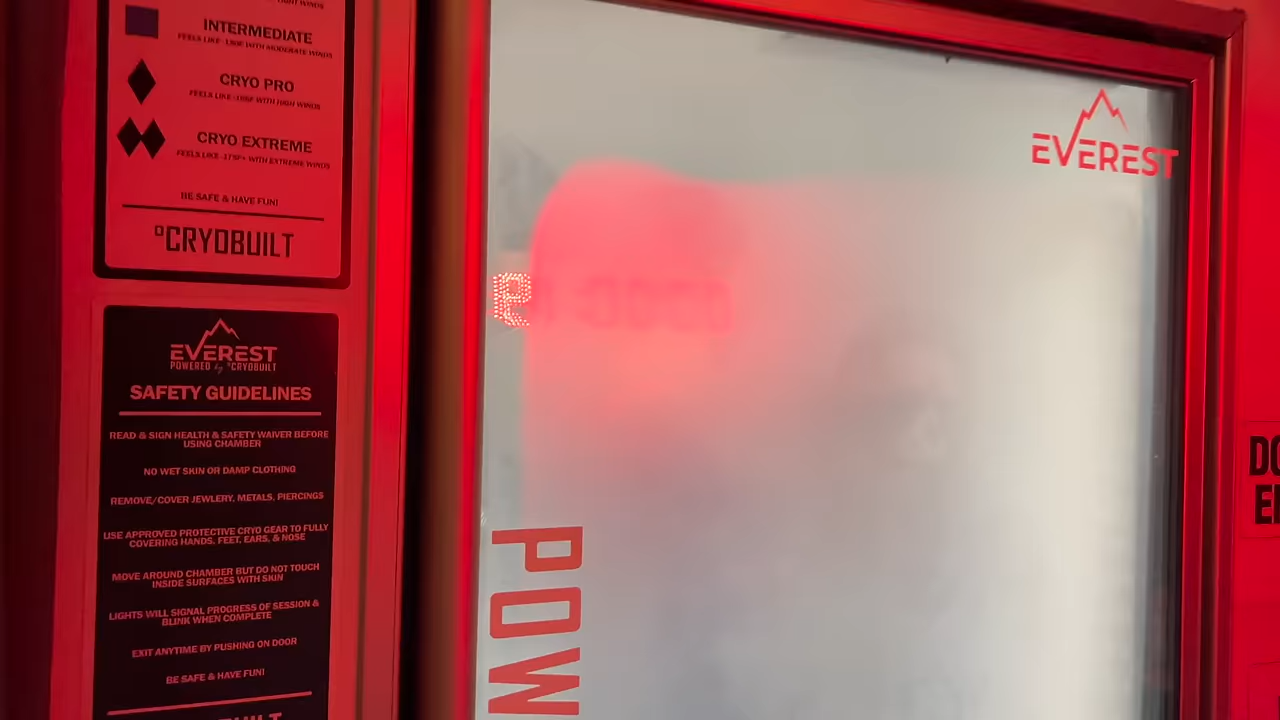 INTERMEDIATE
FEELS LIKE -180F WITH MODERATE WINDS
CRYO PRO
FEELS LIKE WITH HIGH WINDS
CRYO EXTREME
FEELS LIKE WITH EXTREME WINDS
BE SAFE & HAVE FUN!
°CRYOBUILT
EVEREST
POWERED by °CRYOBUILT
SAFETY GUIDELINES
READ & SIGN HEALTH & SAFETY WAIVER BEFORE
USING CHAMBER
NO WET SKIN OR DAMP CLOTHING
REMOVE/COVER JEWLERY, METALS, PIERCINGS
USE APPROVED PROTECTIVE CRYO GEAR TO FULLY
COVERING HANDS, FEET, EARS, & NOSE
MOVE AROUND CHAMBER BUT DO NOT TOUCH
INSIDE SURFACES WITH SKIN
LIGHTS WILL SIGNAL PROGRESS OF SESSION &
BLINK WHEN COMPLETE
EXIT ANYTIME BY PUSHING ON DOOR
BE SAFE & HAVE FUN!
EVEREST
POW